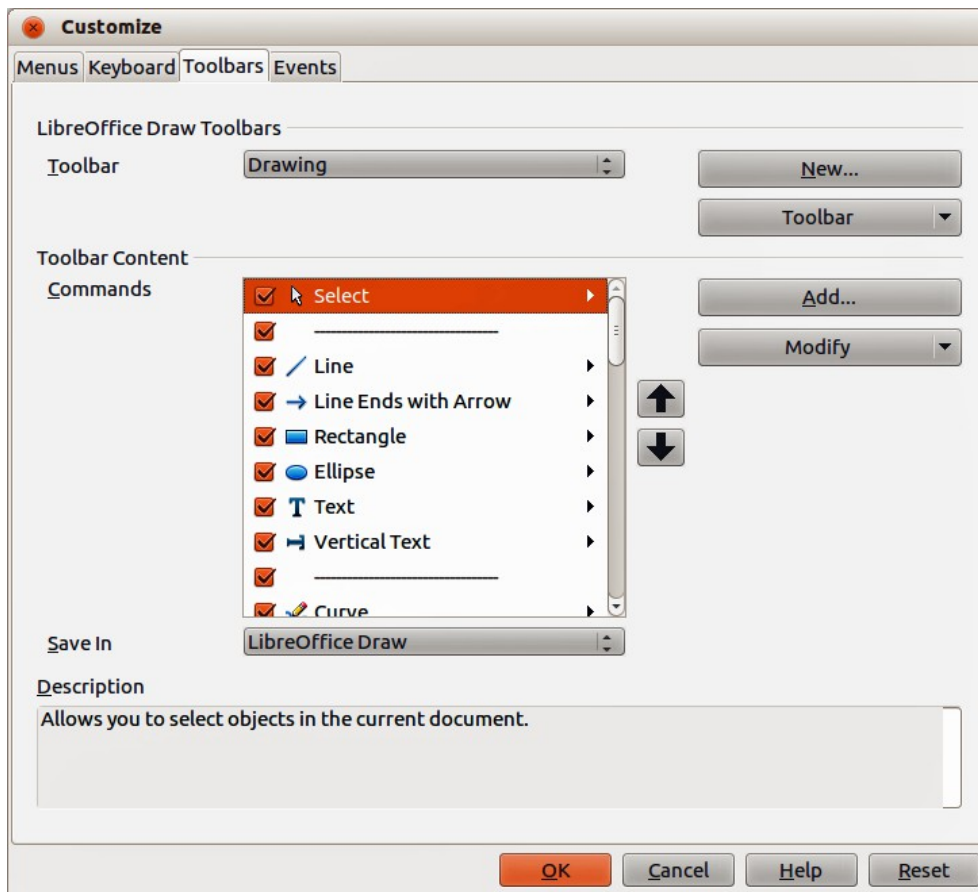 Customize
Menus Keyboard Toolbars Events
LibreOffice Draw Toolbars
Toolbar Drawing New...
Toolbar
Toolbar Content
Commands Select Add...
Modify
Line
Line Ends with Arrow
Rectangle
Ellipse
Text
Vertical Text
Curve
Save In LibreOffice Draw
Description
Allows you to select objects in the current document.
OK Cancel Help Reset